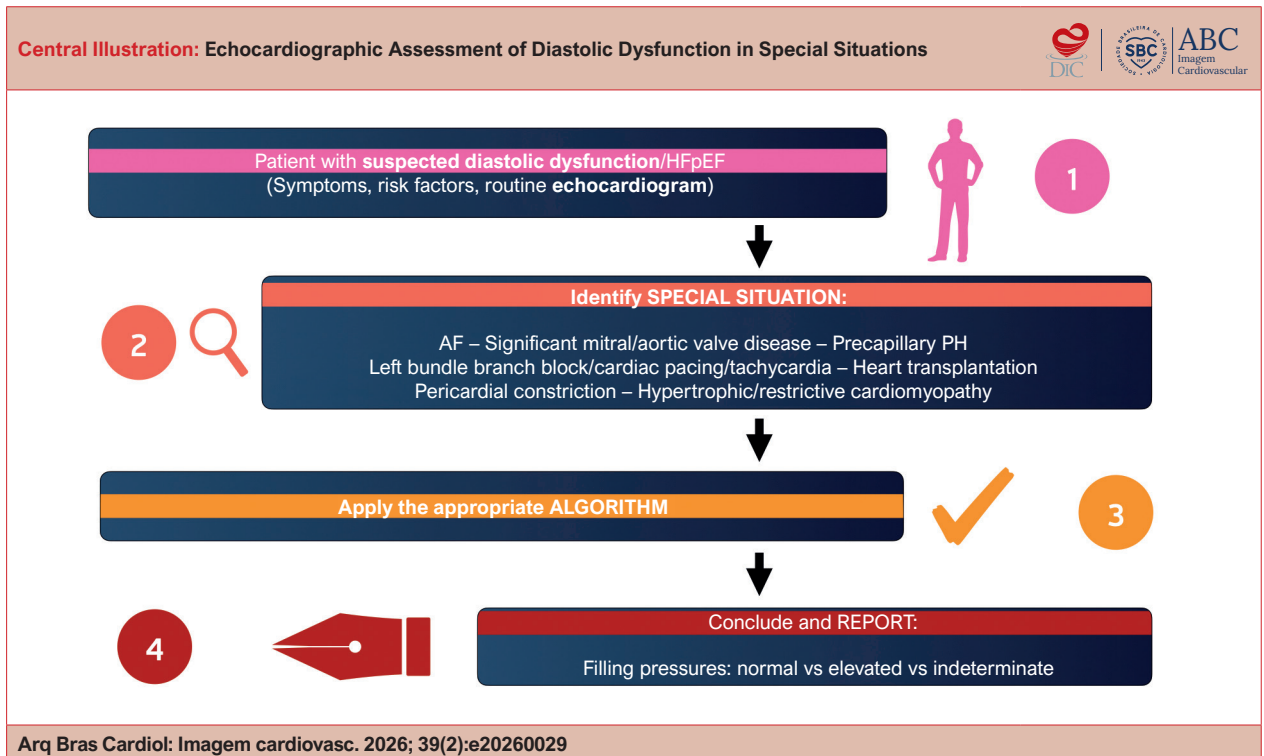 Central Illustration: Echocardiographic Assessment of Diastolic Dysfunction in Special Situations
DIC
SOCIEDADE BRASILEIRA DE CARDIOLOGIA
SBC
ABC
Imagem
Cardiovascular
Patient with suspected diastolic dysfunction/HFpEF
(Symptoms, risk factors, routine echocardiogram)
1
2
Identify SPECIAL SITUATION:
AF – Significant mitral/aortic valve disease – Precapillary PH
Left bundle branch block/cardiac pacing/tachycardia – Heart transplantation
Pericardial constriction – Hypertrophic/restrictive cardiomyopathy
Apply the appropriate ALGORITHM
3
4
Conclude and REPORT:
Filling pressures: normal vs elevated vs indeterminate
Arq Bras Cardiol: Imagem cardiovasc. 2026; 39(2):e20260029